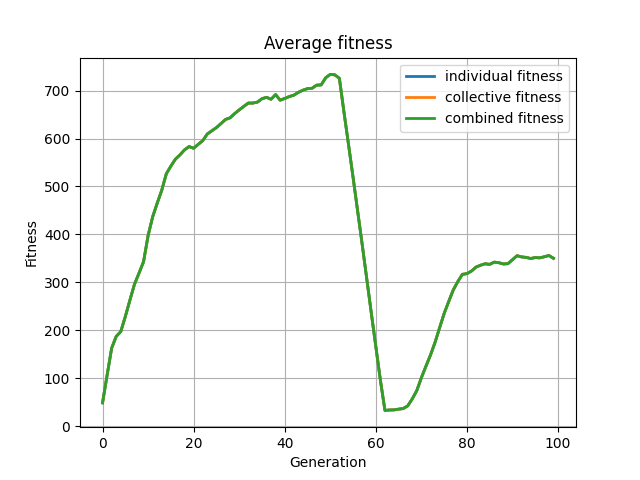 Average fitness
individual fitness
collective fitness
combined fitness
Fitness
700
600
500
400
300
200
100
0
0 20 40 60 80 100
Generation